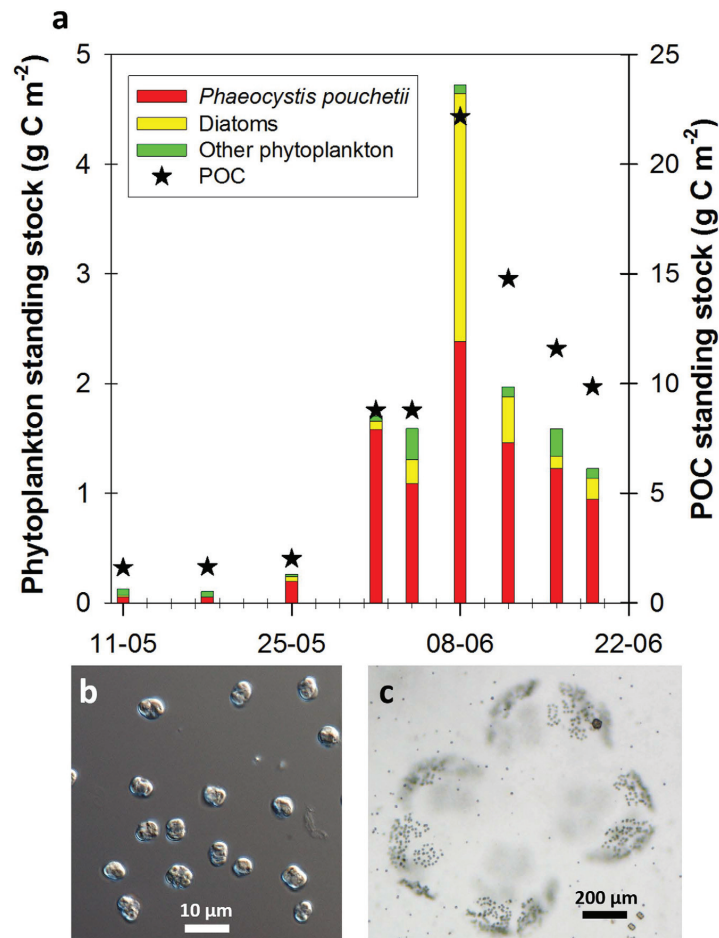 a
Phytoplankton standing stock (g C m⁻²)
5
4
3
2
1
0
Phaeocystis pouchetii
Diatoms
Other phytoplankton
POC
25
20
15
10
5
0
POC standing stock (g C m⁻²)
11-05 25-05 08-06 22-06
b
10 µm
c
200 µm